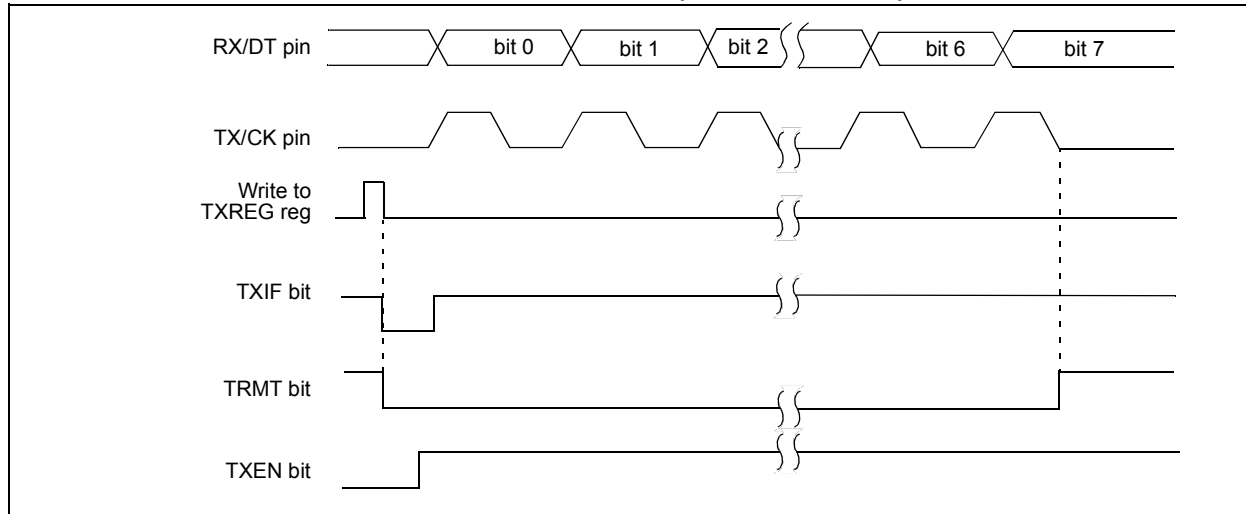 RX/DT pin
bit 0 bit 1 bit 2 bit 6 bit 7
TX/CK pin
Write to
TXREG reg
TXIF bit
TRMT bit
TXEN bit